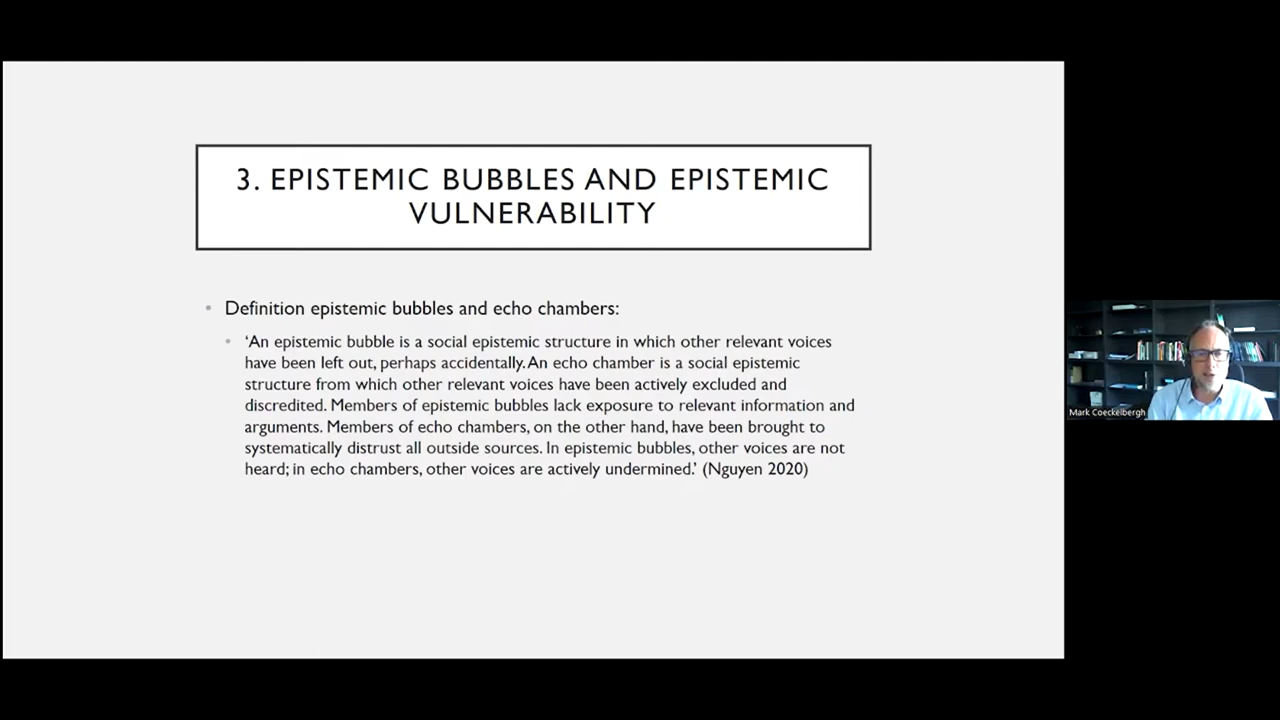 3. EPISTEMIC BUBBLES AND EPISTEMIC
VULNERABILITY
• Definition epistemic bubbles and echo chambers:
• ‘An epistemic bubble is a social epistemic structure in which other relevant voices
have been left out, perhaps accidentally. An echo chamber is a social epistemic
structure from which other relevant voices have been actively excluded and
discredited. Members of epistemic bubbles lack exposure to relevant information and
arguments. Members of echo chambers, on the other hand, have been brought to
systematically distrust all outside sources. In epistemic bubbles, other voices are not
heard; in echo chambers, other voices are actively undermined.’ (Nguyen 2020)
Mark Coeckelbergh